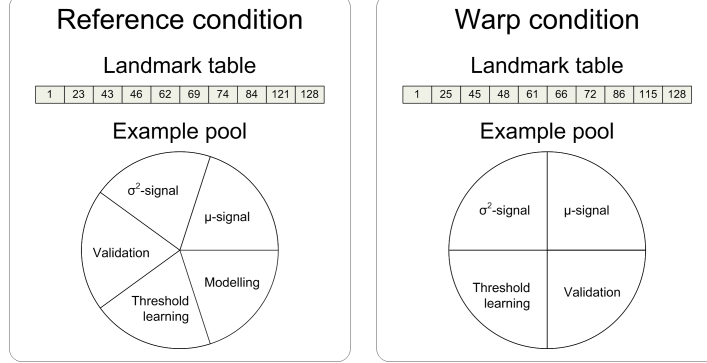 Reference condition
Landmark table
1 23 43 46 62 69 74 84 121 128
Example pool
σ²-signal
μ-signal
Validation
Modelling
Threshold
learning
Warp condition
Landmark table
1 25 45 48 61 66 72 86 115 128
Example pool
σ²-signal
μ-signal
Threshold
learning
Validation